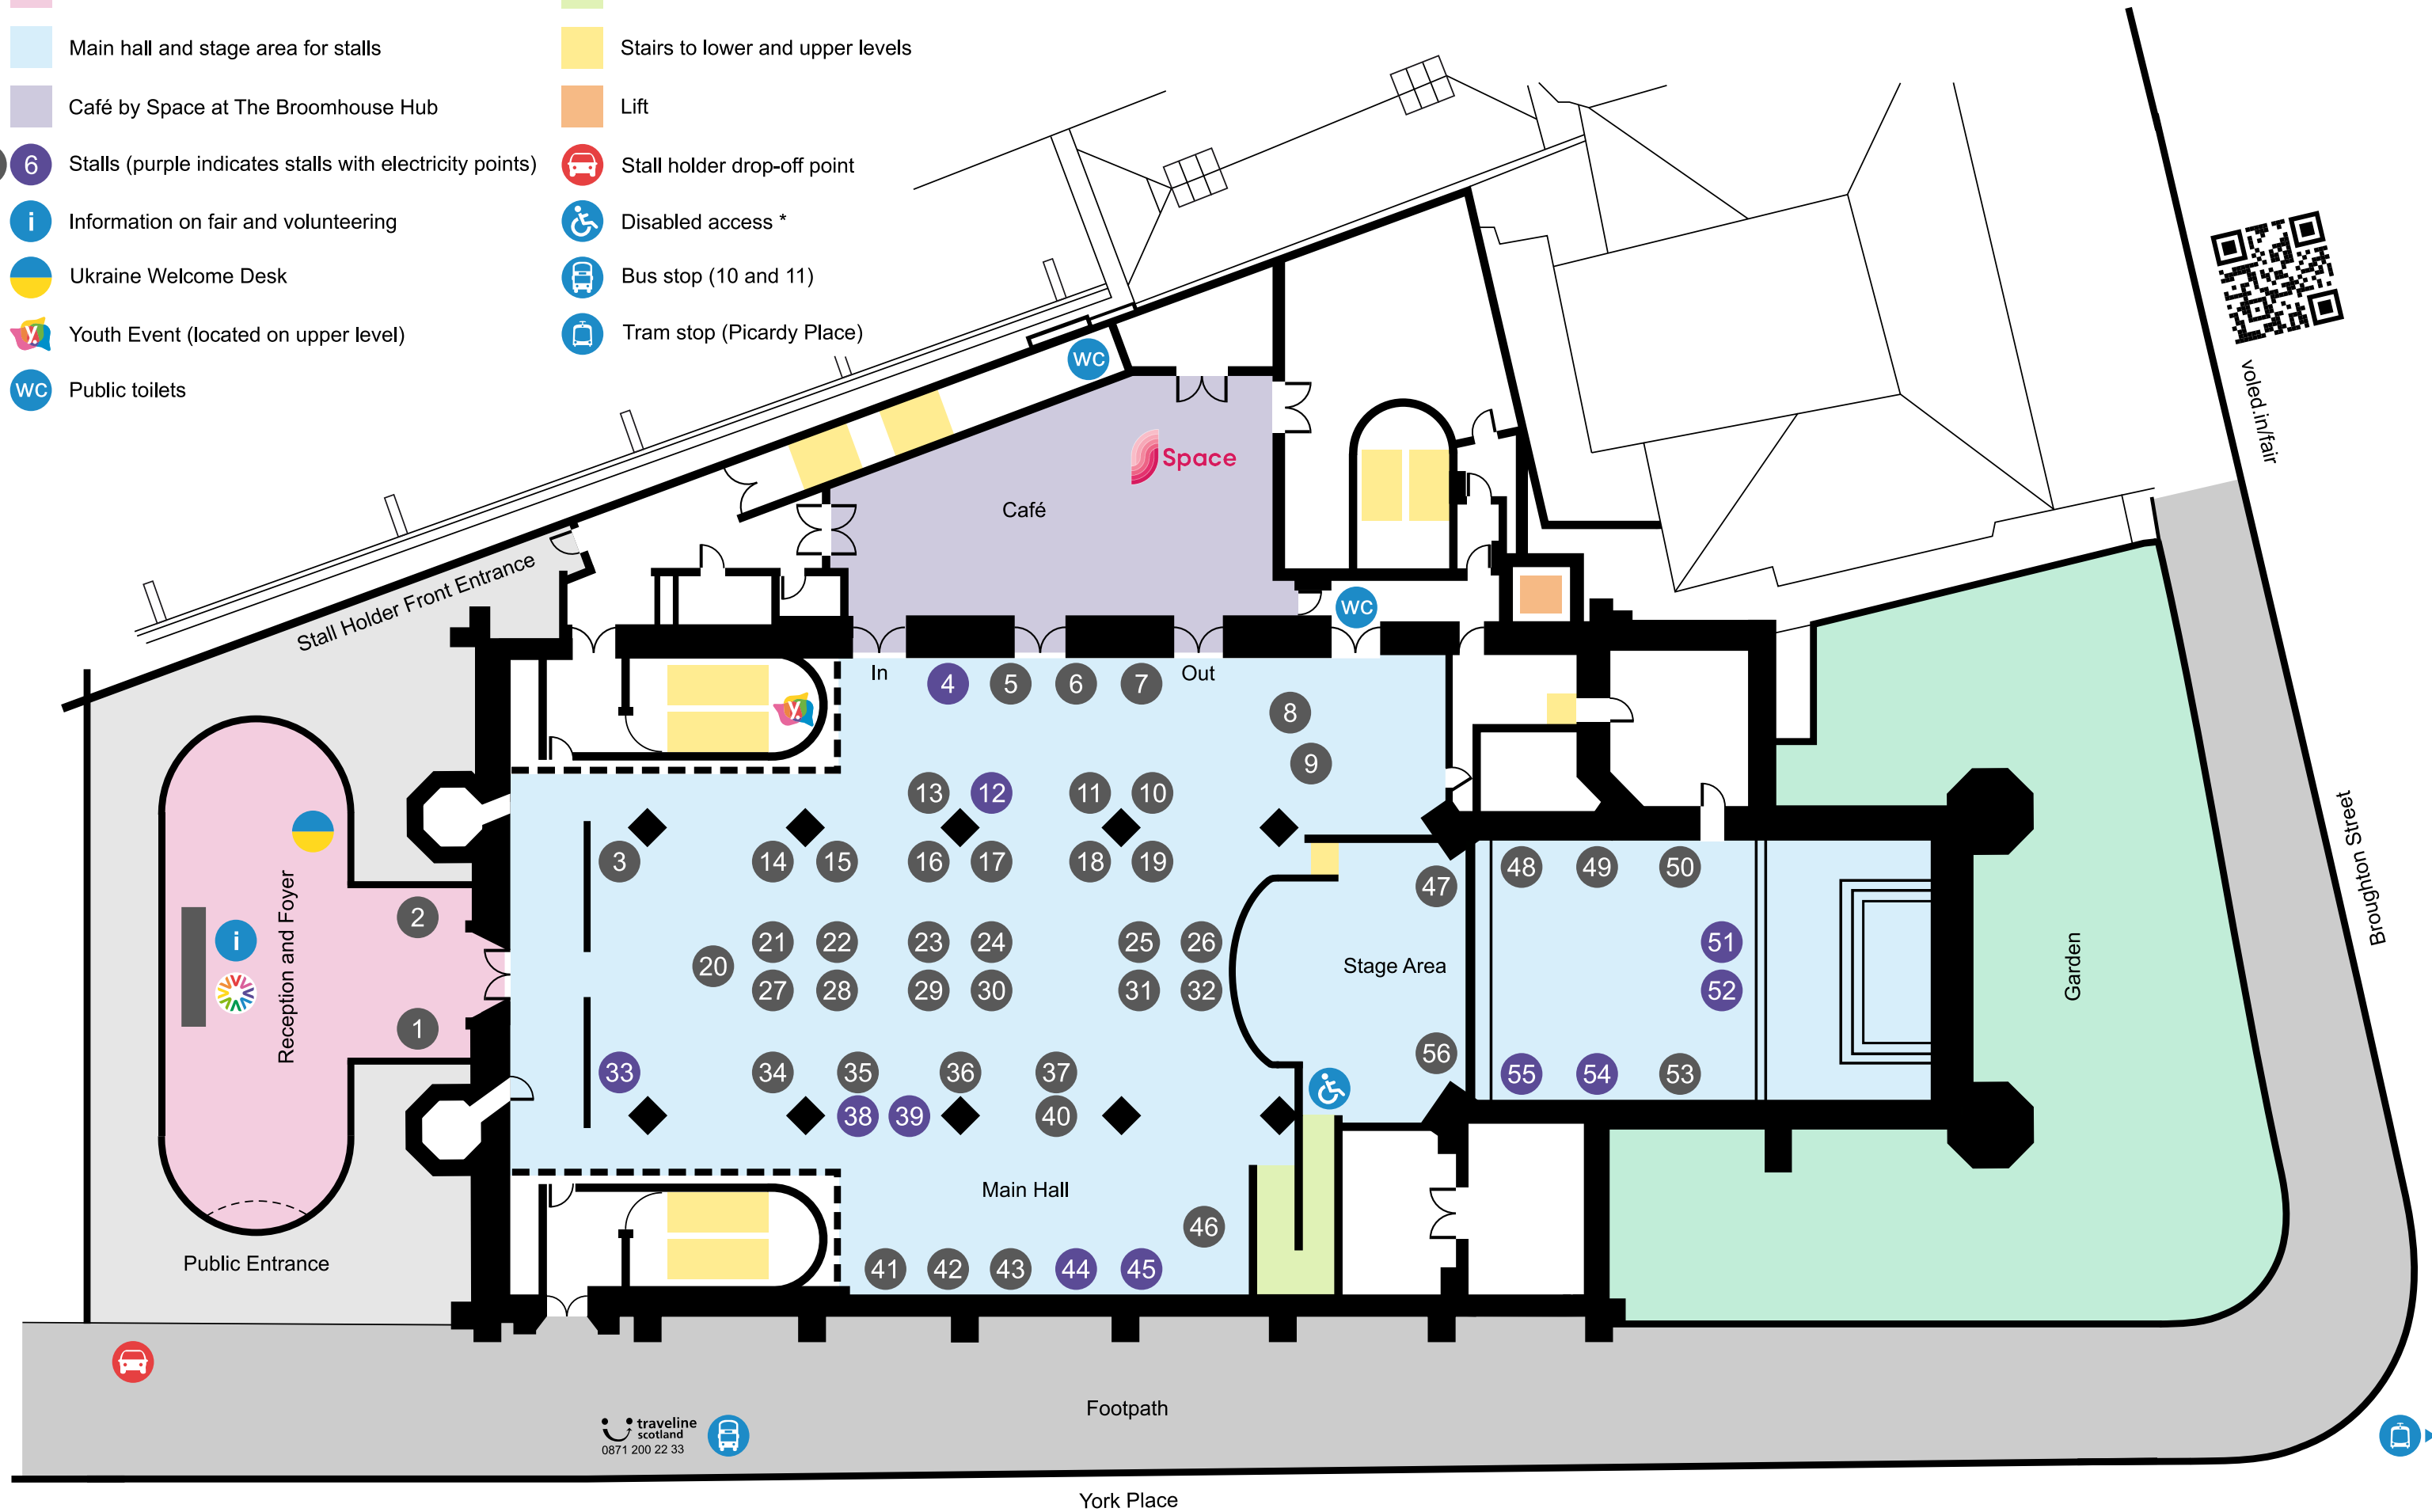 Main hall and stage area for stalls
Café by Space at The Broomhouse Hub
6 Stalls (purple indicates stalls with electricity points)
i Information on fair and volunteering
Ukraine Welcome Desk
y. Youth Event (located on upper level)
WC Public toilets
Stairs to lower and upper levels
Lift
Stall holder drop-off point
Disabled access *
Bus stop (10 and 11)
Tram stop (Picardy Place)
voled.in/fair
WC
Space
Café
Stall Holder Front Entrance
WC
In
Out
4 5 6 7
8
y.
9
13 12 11 10
3 14 15 16 17 18 19
48 49 50
47
2
i
Reception and Foyer
21 22 23 24 25 26
51
20
Stage Area
27 28 29 30 31 32
52
1
56
33 34 35 36 37
55 54 53
38 39 40
Main Hall
46
41 42 43 44 45
Public Entrance
Garden
Broughton Street
Footpath
traveline
scotland
0871 200 22 33
York Place